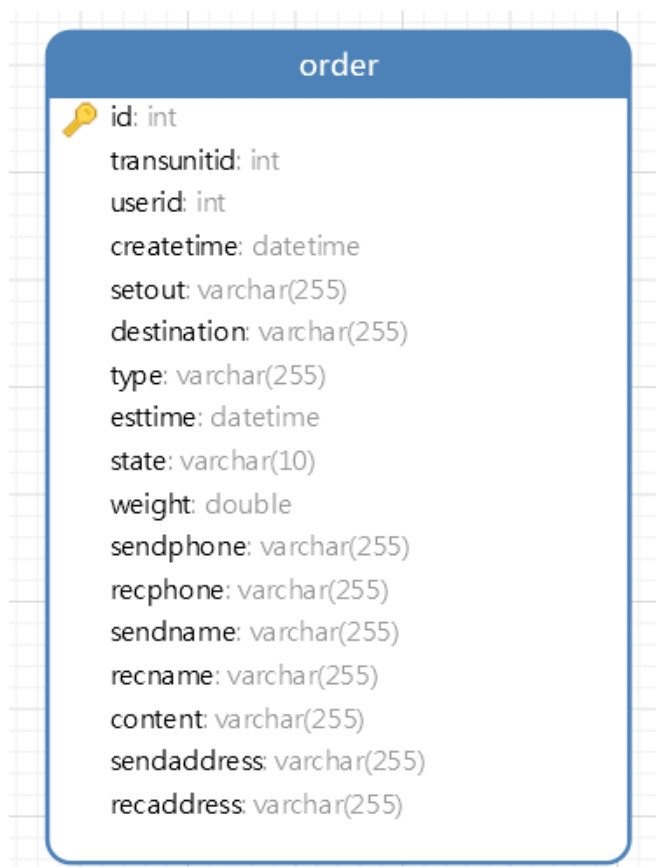 order
id: int
transunitid: int
userid: int
createtime: datetime
setout: varchar(255)
destination: varchar(255)
type: varchar(255)
esttime: datetime
state: varchar(10)
weight: double
sendphone: varchar(255)
recphone: varchar(255)
sendname: varchar(255)
recname: varchar(255)
content: varchar(255)
sendaddress: varchar(255)
recaddress: varchar(255)